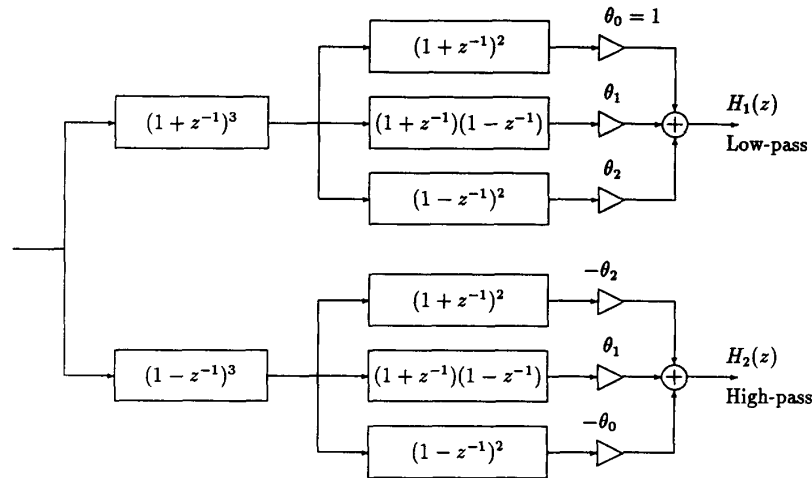 θ₀ = 1
(1 + z⁻¹)²
θ₁
H₁(z)
(1 + z⁻¹)³
(1 + z⁻¹)(1 − z⁻¹)
Low-pass
θ₂
(1 − z⁻¹)²
−θ₂
(1 + z⁻¹)²
θ₁
H₂(z)
(1 − z⁻¹)³
(1 + z⁻¹)(1 − z⁻¹)
High-pass
−θ₀
(1 − z⁻¹)²